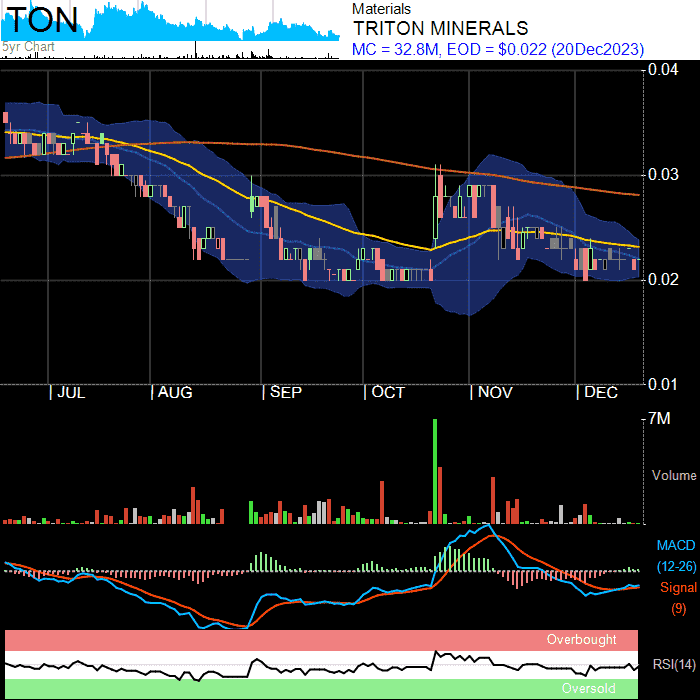 TON
5yr Chart
Materials
TRITON MINERALS
MC = 32.8M, EOD = $0.022 (20Dec2023)
0.04
0.03
0.02
0.01
JUL AUG SEP OCT NOV DEC
7M
Volume
MACD
(12-26)
Signal
(9)
Overbought
RSI(14)
Oversold